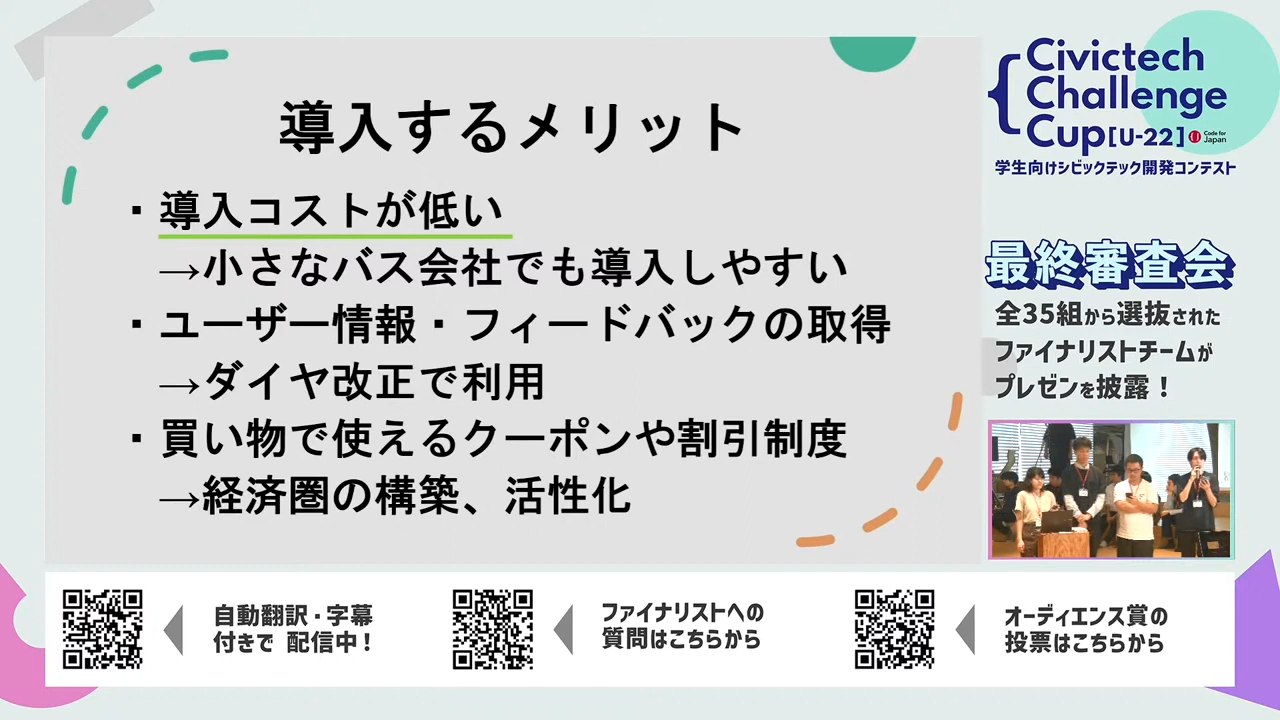 導入するメリット
・導入コストが低い
→小さなバス会社でも導入しやすい
・ユーザー情報・フィードバックの取得
→ダイヤ改正で利用
・買い物で使えるクーポンや割引制度
→経済圏の構築、活性化
Civictech
Challenge
Cup[U-22]
Code for
Japan
学生向けシビックテック開発コンテスト
最終審査会
全35組から選抜された
ファイナリストチームが
プレゼンを披露！
自動翻訳・字幕
付きで 配信中！
ファイナリストへの
質問はこちらから
オーディエンス賞の
投票はこちらから